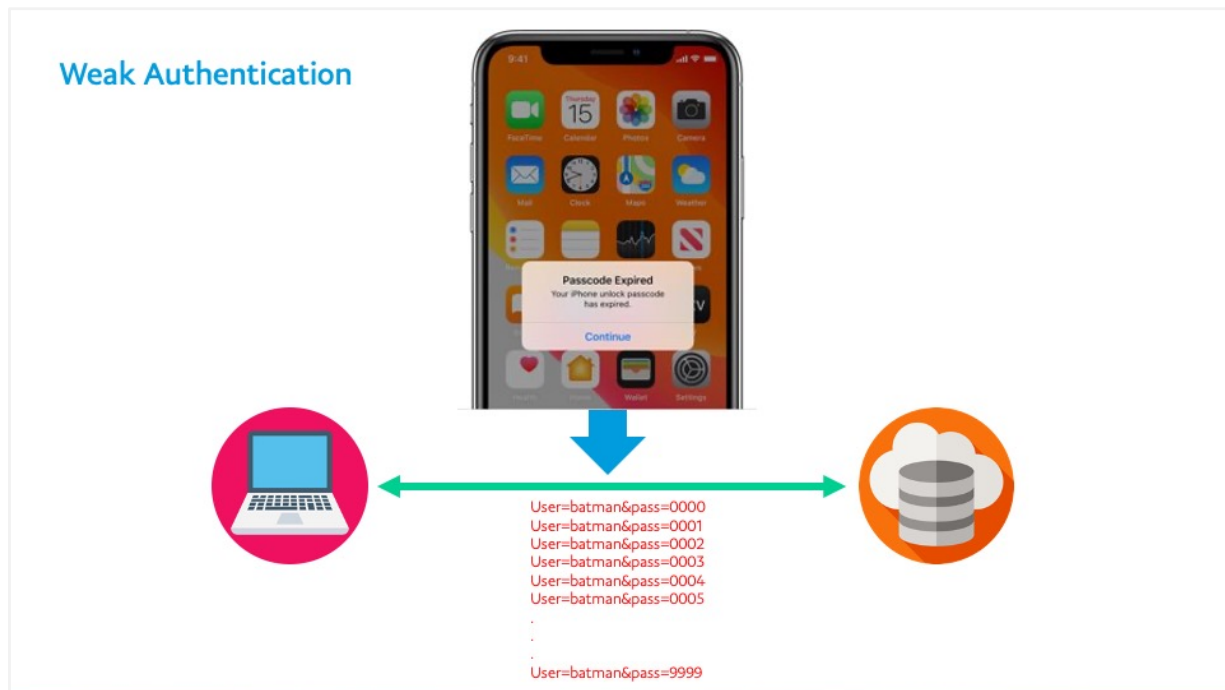 Weak Authentication
9:41
Thursday
15
FaceTime
Calendar
Photos
Camera
Mail
Clock
Maps
Weather
Passcode Expired
Your iPhone unlock passcode
has expired.
Continue
Health
Home
Wallet
Settings
User=batman&pass=0000
User=batman&pass=0001
User=batman&pass=0002
User=batman&pass=0003
User=batman&pass=0004
User=batman&pass=0005
.
.
.
User=batman&pass=9999